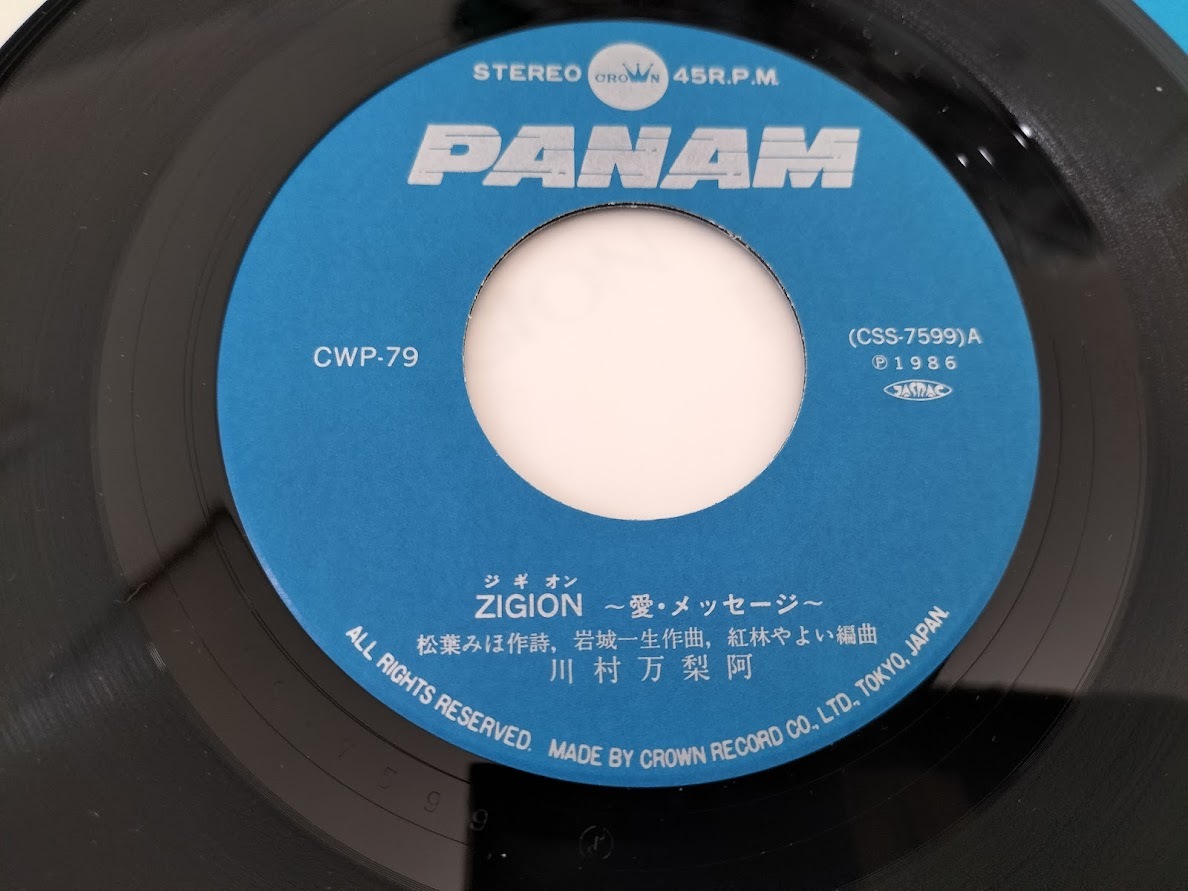 STEREO CROWN 45R.P.M.
PANAM
CWP-79
(CSS-7599)A
Ⓟ1986
JASRAC
ジギオン
ZIGION ～愛・メッセージ～
松葉みほ作詩, 岩城一生作曲, 紅林やよい編曲
川村万梨阿
ALL RIGHTS RESERVED. MADE BY CROWN RECORD CO., LTD., TOKYO, JAPAN.
7599